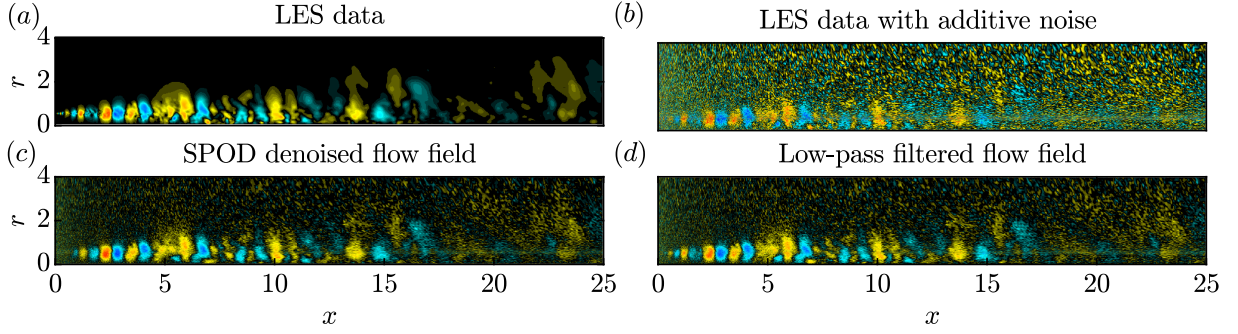 (a) LES data
(b) LES data with additive noise
4
2
0
r
(c) SPOD denoised flow field
(d) Low-pass filtered flow field
4
2
0
r
0 5 10 15 20 25
0 5 10 15 20 25
x
x